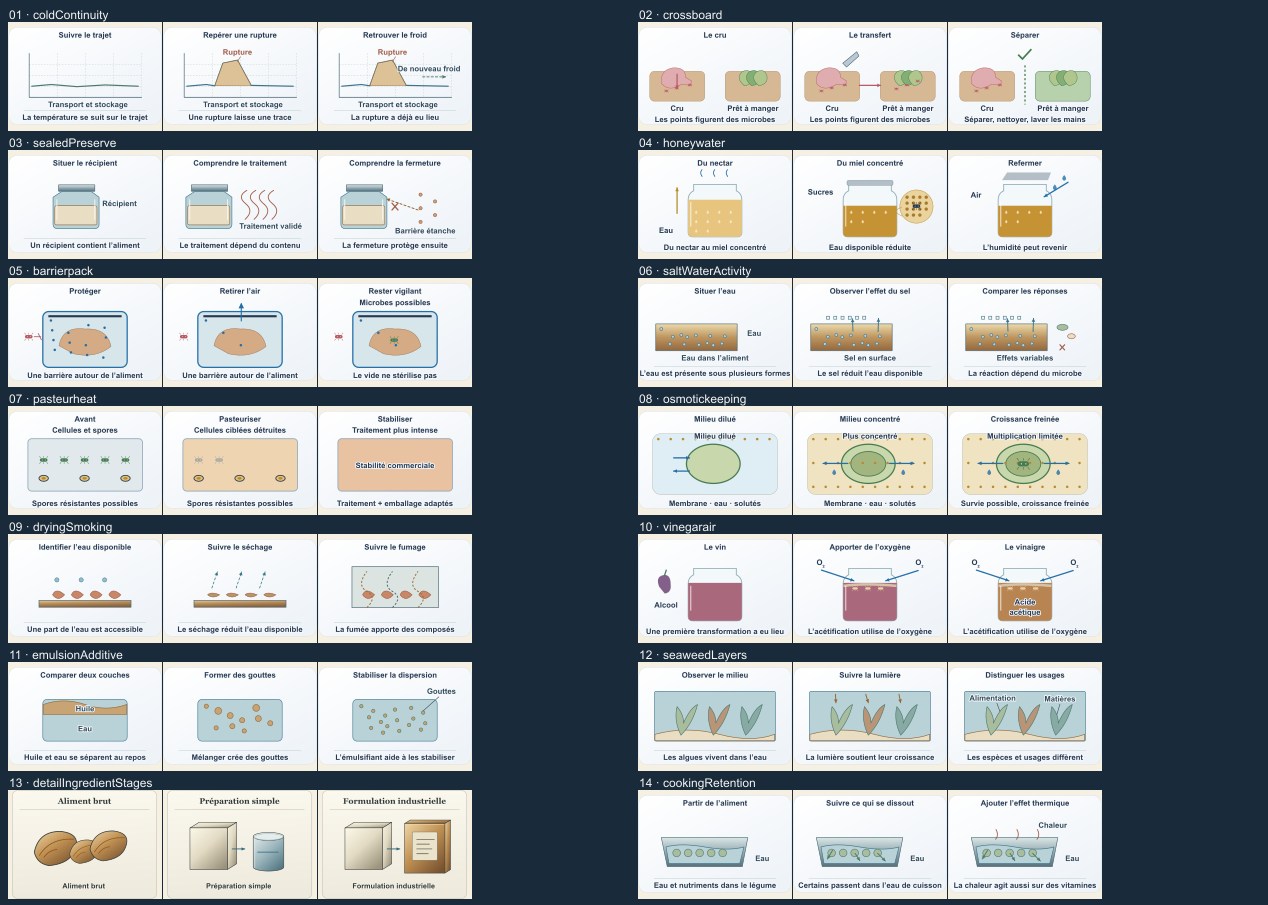 01 · coldContinuity
Suivre le trajet
Transport et stockage
La température se suit sur le trajet
Repérer une rupture
Rupture
Transport et stockage
Une rupture laisse une trace
Retrouver le froid
Rupture
De nouveau froid
Transport et stockage
La rupture a déjà eu lieu
02 · crossboard
Le cru
Cru
Prêt à manger
Les points figurent des microbes
Le transfert
Cru
Prêt à manger
Les points figurent des microbes
Séparer
Cru
Prêt à manger
Séparer, nettoyer, laver les mains
03 · sealedPreserve
Situer le récipient
Récipient
Un récipient contient l'aliment
Comprendre le traitement
Traitement validé
Le traitement dépend du contenu
Comprendre la fermeture
Barrière étanche
La fermeture protège ensuite
04 · honeywater
Du nectar
Eau
Du nectar au miel concentré
Du miel concentré
Sucres
Eau disponible réduite
Refermer
Air
L'humidité peut revenir
05 · barrierpack
Protéger
Une barrière autour de l'aliment
Retirer l'air
Une barrière autour de l'aliment
Rester vigilant
Microbes possibles
Le vide ne stérilise pas
06 · saltWaterActivity
Situer l'eau
Eau
Eau dans l'aliment
L'eau est présente sous plusieurs formes
Observer l'effet du sel
Sel en surface
Le sel réduit l'eau disponible
Comparer les réponses
Effets variables
La réaction dépend du microbe
07 · pasteurheat
Avant
Cellules et spores
Spores résistantes possibles
Pasteuriser
Cellules ciblées détruites
Spores résistantes possibles
Stabiliser
Traitement plus intense
Stabilité commerciale
Traitement + emballage adaptés
08 · osmotickeeping
Milieu dilué
Milieu dilué
Membrane · eau · solutés
Milieu concentré
Plus concentré
Membrane · eau · solutés
Croissance freinée
Multiplication limitée
Survie possible, croissance freinée
09 · dryingSmoking
Identifier l'eau disponible
Une part de l'eau est accessible
Suivre le séchage
Le séchage réduit l'eau disponible
Suivre le fumage
La fumée apporte des composés
10 · vinegarair
Le vin
Alcool
Une première transformation a eu lieu
Apporter de l'oxygène
O₂
O₂
L'acétification utilise de l'oxygène
Le vinaigre
O₂
O₂
Acide
acétique
L'acétification utilise de l'oxygène
11 · emulsionAdditive
Comparer deux couches
Huile
Eau
Huile et eau se séparent au repos
Former des gouttes
Mélanger crée des gouttes
Stabiliser la dispersion
Gouttes
L'émulsifiant aide à les stabiliser
12 · seaweedLayers
Observer le milieu
Les algues vivent dans l'eau
Suivre la lumière
La lumière soutient leur croissance
Distinguer les usages
Alimentation
Matières
Les espèces et usages diffèrent
13 · detailIngredientStages
Aliment brut
Aliment brut
Préparation simple
Préparation simple
Formulation industrielle
Formulation industrielle
14 · cookingRetention
Partir de l'aliment
Eau
Eau et nutriments dans le légume
Suivre ce qui se dissout
Eau
Certains passent dans l'eau de cuisson
Ajouter l'effet thermique
Chaleur
Eau
La chaleur agit aussi sur des vitamines